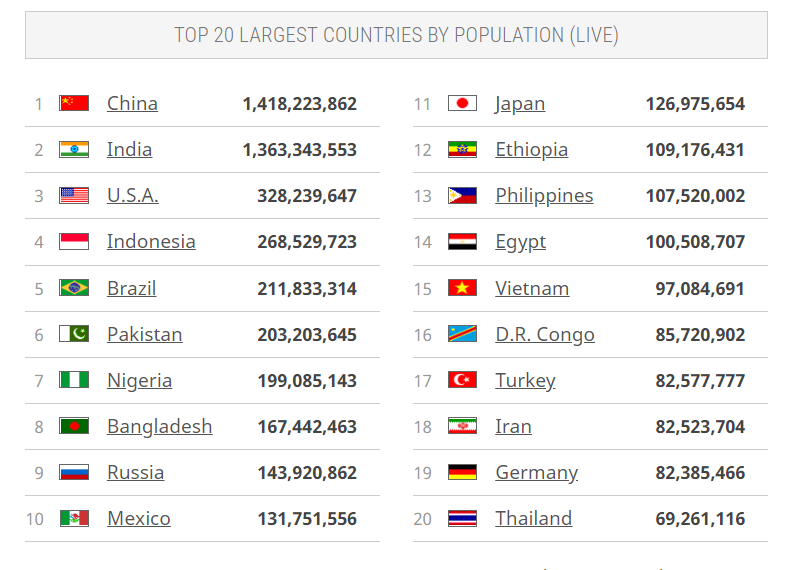 TOP 20 LARGEST COUNTRIES BY POPULATION (LIVE)
1 China 1,418,223,862
2 India 1,363,343,553
3 U.S.A. 328,239,647
4 Indonesia 268,529,723
5 Brazil 211,833,314
6 Pakistan 203,203,645
7 Nigeria 199,085,143
8 Bangladesh 167,442,463
9 Russia 143,920,862
10 Mexico 131,751,556
11 Japan 126,975,654
12 Ethiopia 109,176,431
13 Philippines 107,520,002
14 Egypt 100,508,707
15 Vietnam 97,084,691
16 D.R. Congo 85,720,902
17 Turkey 82,577,777
18 Iran 82,523,704
19 Germany 82,385,466
20 Thailand 69,261,116